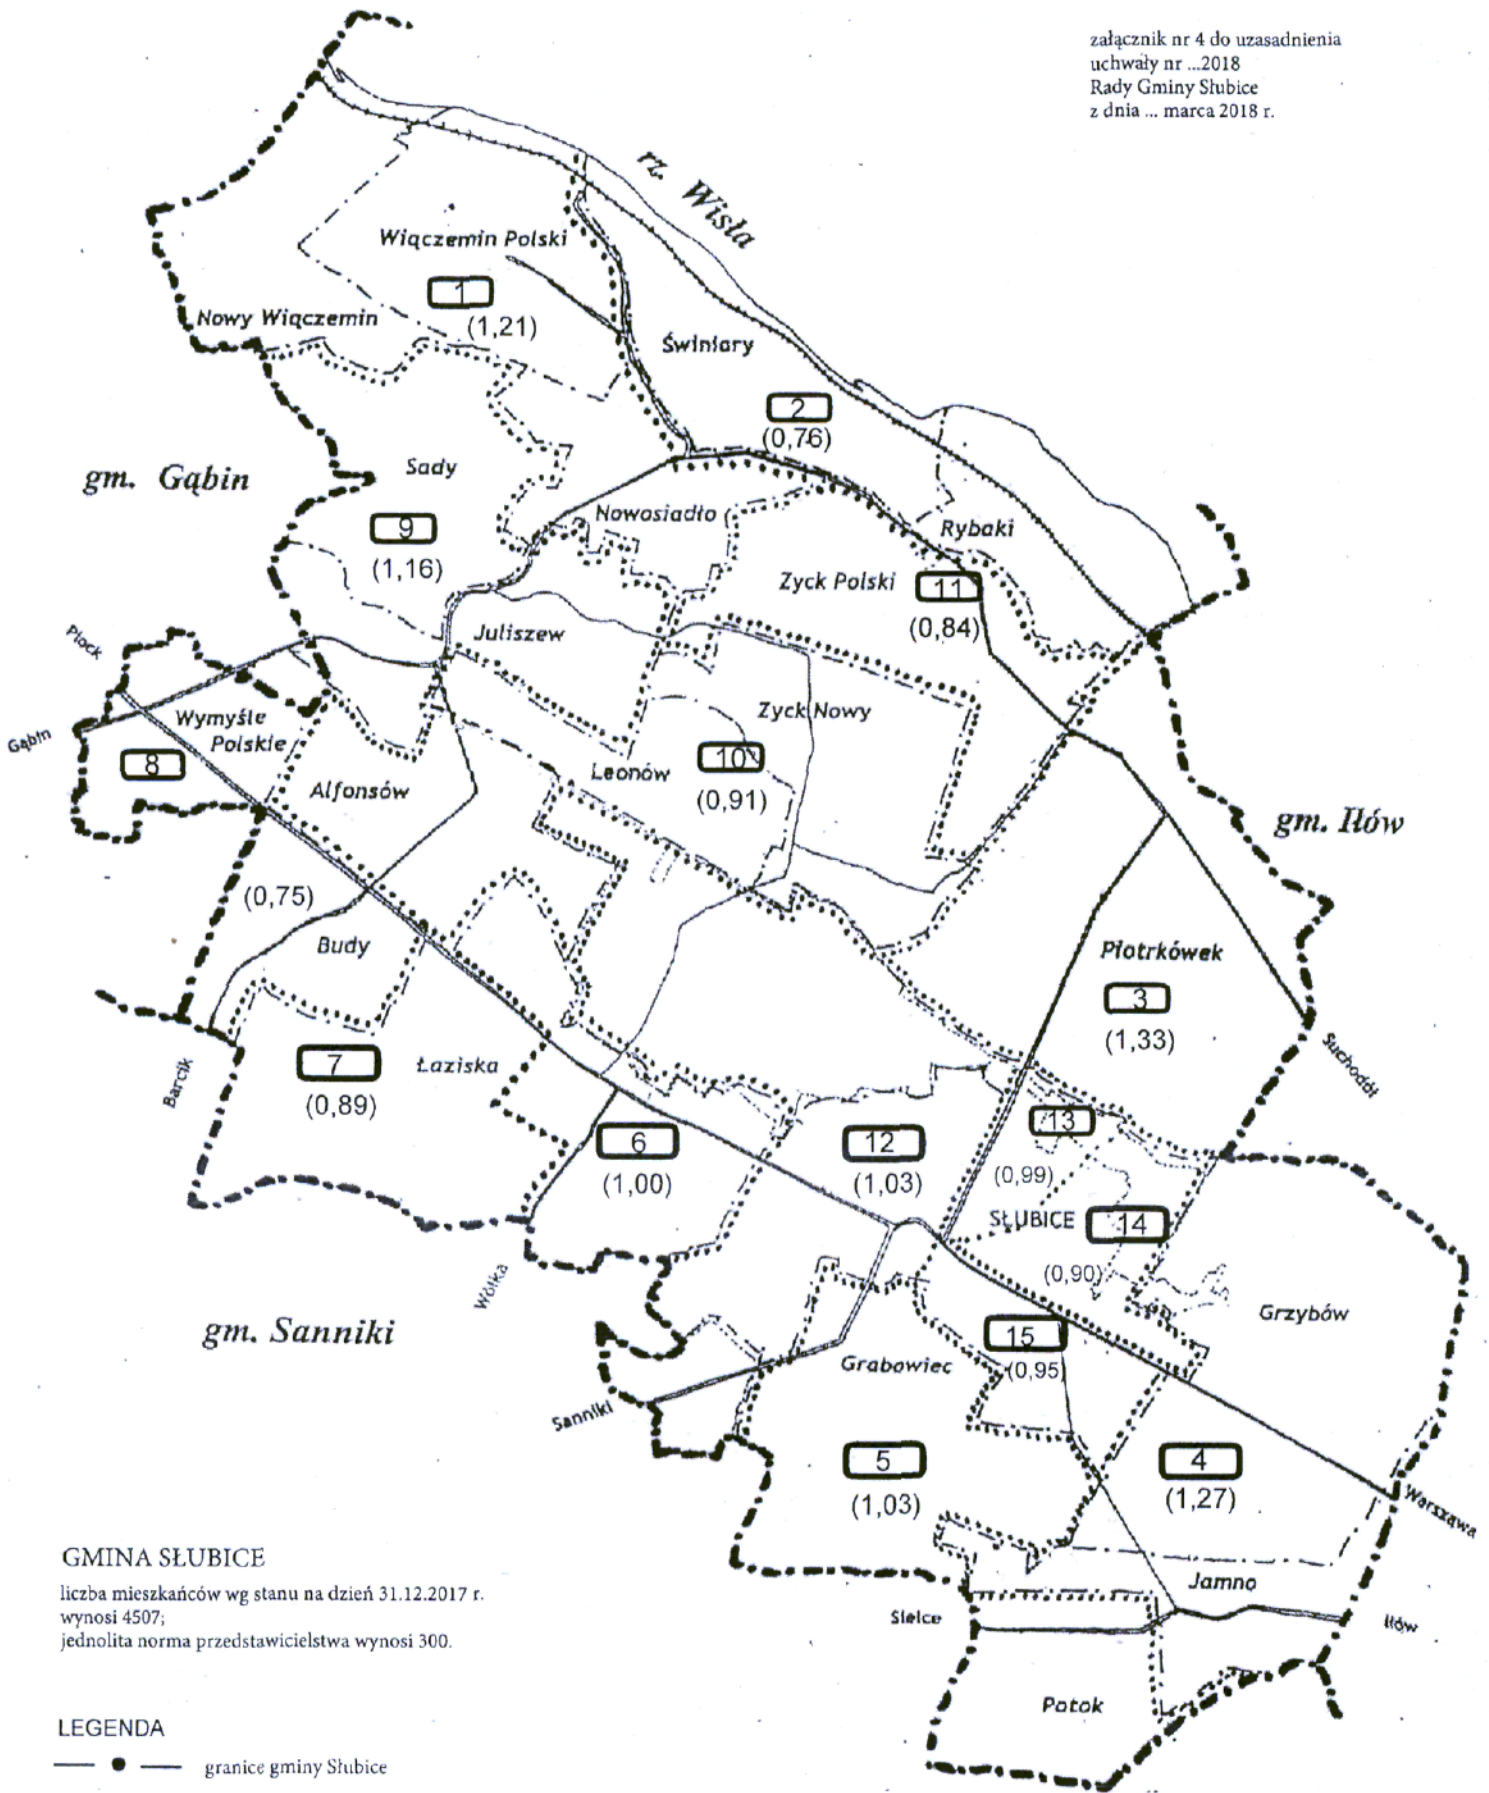 załącznik nr 4 do uzasadnienia
uchwały nr ...2018
Rady Gminy Słubice
z dnia ... marca 2018 r.
rz. Wisła
Wiączemin Polski
1
(1,21)
Nowy Wiączemin
Świniary
2
(0,76)
gm. Gąbin
Sady
9
(1,16)
Nowosiadło
Rybaki
Zyck Polski
11
(0,84)
Płock
Juliszew
Gąbin
Wymyśle
Polskie
8
Zyck Nowy
Leonów
10
(0,91)
Alfonsów
gm. Iłów
(0,75)
Budy
Piotrkówek
3
(1,33)
7
(0,89)
Łaziska
Barcik
Suchodół
6
(1,00)
12
(1,03)
13
(0,99)
SŁUBICE
14
(0,90)
Wólka
gm. Sanniki
Grzybów
15
(0,95)
Grabowiec
Sanniki
5
(1,03)
4
(1,27)
Warszawa
GMINA SŁUBICE
liczba mieszkańców wg stanu na dzień 31.12.2017 r.
wynosi 4507;
jednolita norma przedstawicielstwa wynosi 300.
Jamno
Sielce
Iłów
Potok
LEGENDA
granice gminy Słubice